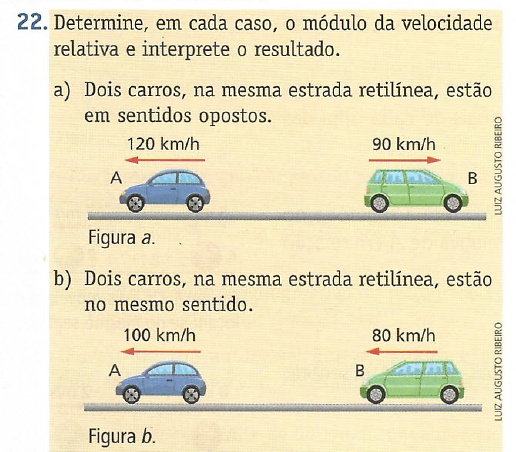 22. Determine, em cada caso, o módulo da velocidade
relativa e interprete o resultado.
a) Dois carros, na mesma estrada retilínea, estão
em sentidos opostos.
120 km/h
90 km/h
A
B
LUIZ AUGUSTO RIBEIRO
Figura a.
b) Dois carros, na mesma estrada retilínea, estão
no mesmo sentido.
100 km/h
80 km/h
A
B
LUIZ AUGUSTO RIBEIRO
Figura b.